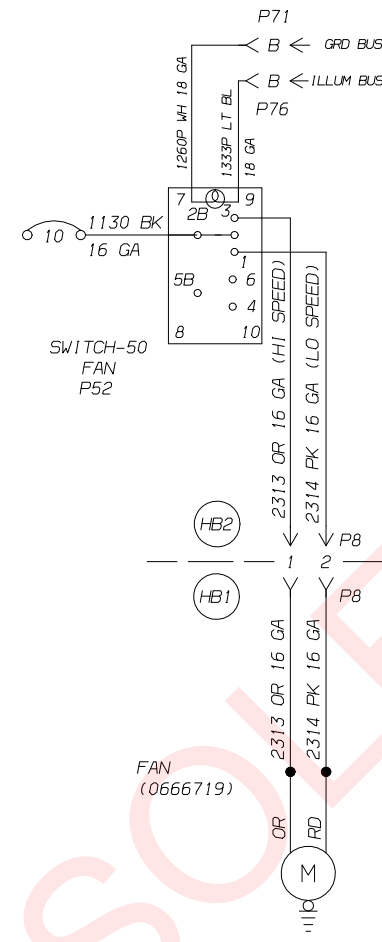 P71
B GRD BUS
B ILLUM BUS
P76
1260P WH 18 GA
1333P LT BL
18 GA
7 9
2B 3
1130 BK
10
16 GA
1
5B 6
4
8 10
SWITCH-50
FAN
P52
2313 OR 16 GA (HI SPEED)
2314 PK 16 GA (LO SPEED)
HB2
P8
1 2
HB1
P8
2313 OR 16 GA
2314 PK 16 GA
FAN
(0666719)
OR
RD
M
SOLE